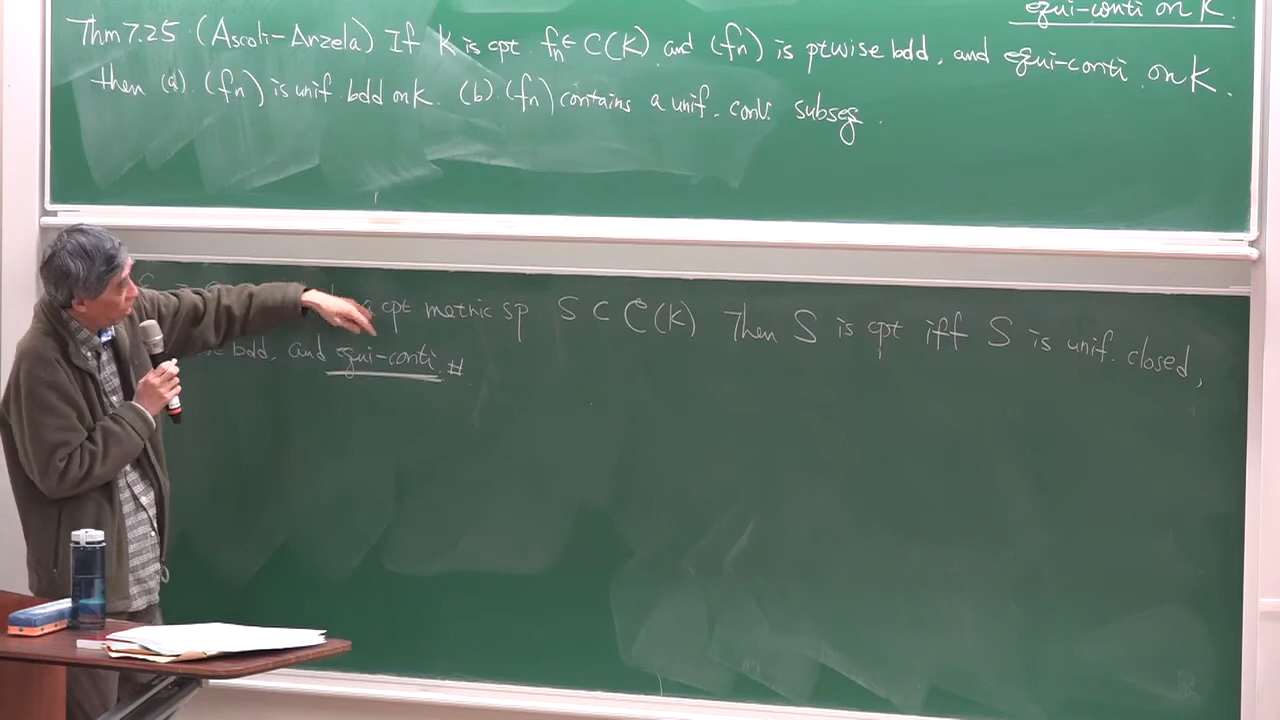 equi-conti on K.
Thm 7.25 (Ascoli-Arzela) If K is cpt. fn ∈ C(K) and (fn) is ptwise bdd, and equi-conti on K.
then (a). (fn) is unif. bdd on K. (b). (fn) contains a unif. conv. subseq.
a cpt metric sp S ⊂ C(K) Then S is cpt iff S is unif. closed,
bdd, and equi-conti. #